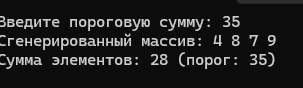 Введите пороговую сумму: 35
Сгенерированный массив: 4 8 7 9
Сумма элементов: 28 (порог: 35)